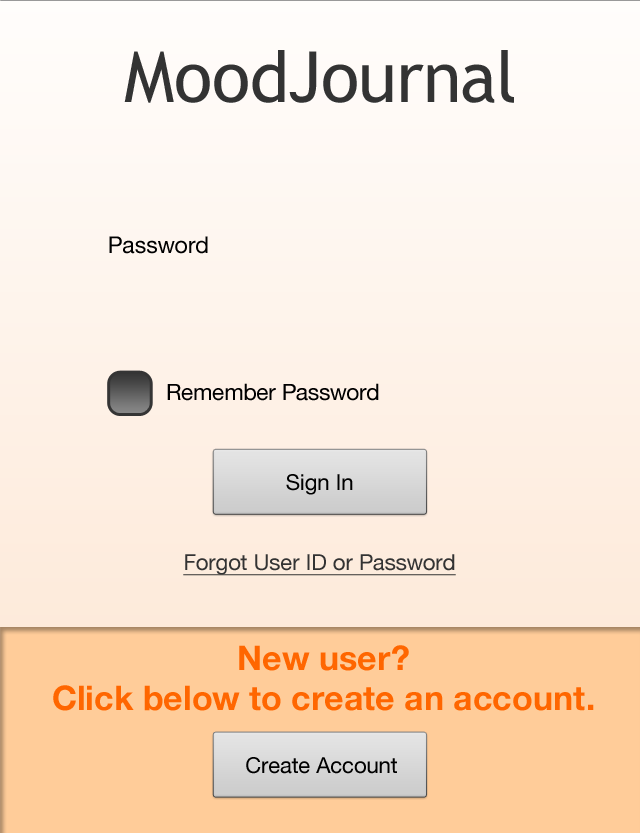 MoodJournal
Password
Remember Password
Sign In
Forgot User ID or Password
New user?
Click below to create an account.
Create Account